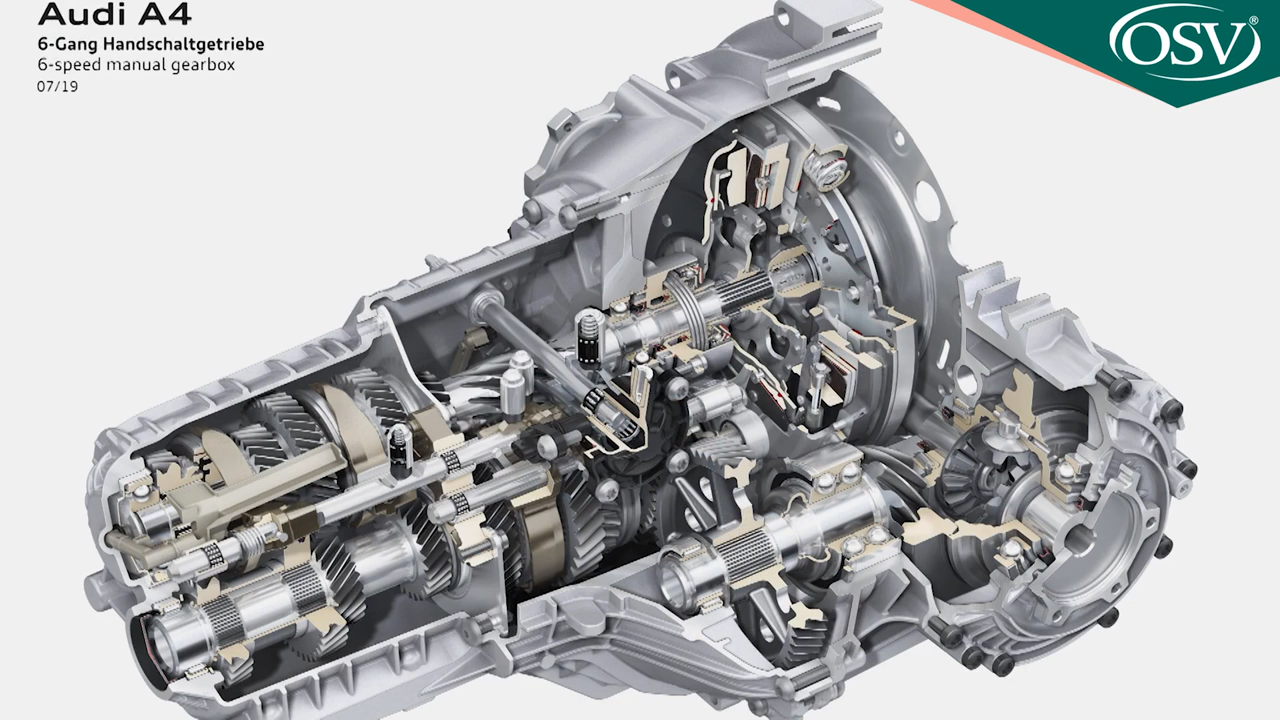 Audi A4
6-Gang Handschaltgetriebe
6-speed manual gearbox
07/19
OSV®